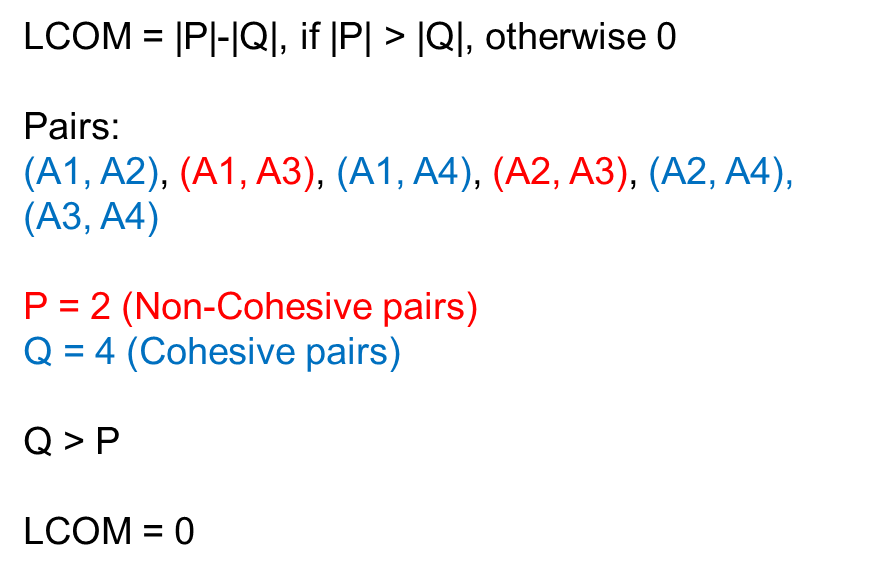 LCOM = |P|-|Q|, if |P| > |Q|, otherwise 0
Pairs:
(A1, A2), (A1, A3), (A1, A4), (A2, A3), (A2, A4),
(A3, A4)
P = 2 (Non-Cohesive pairs)
Q = 4 (Cohesive pairs)
Q > P
LCOM = 0